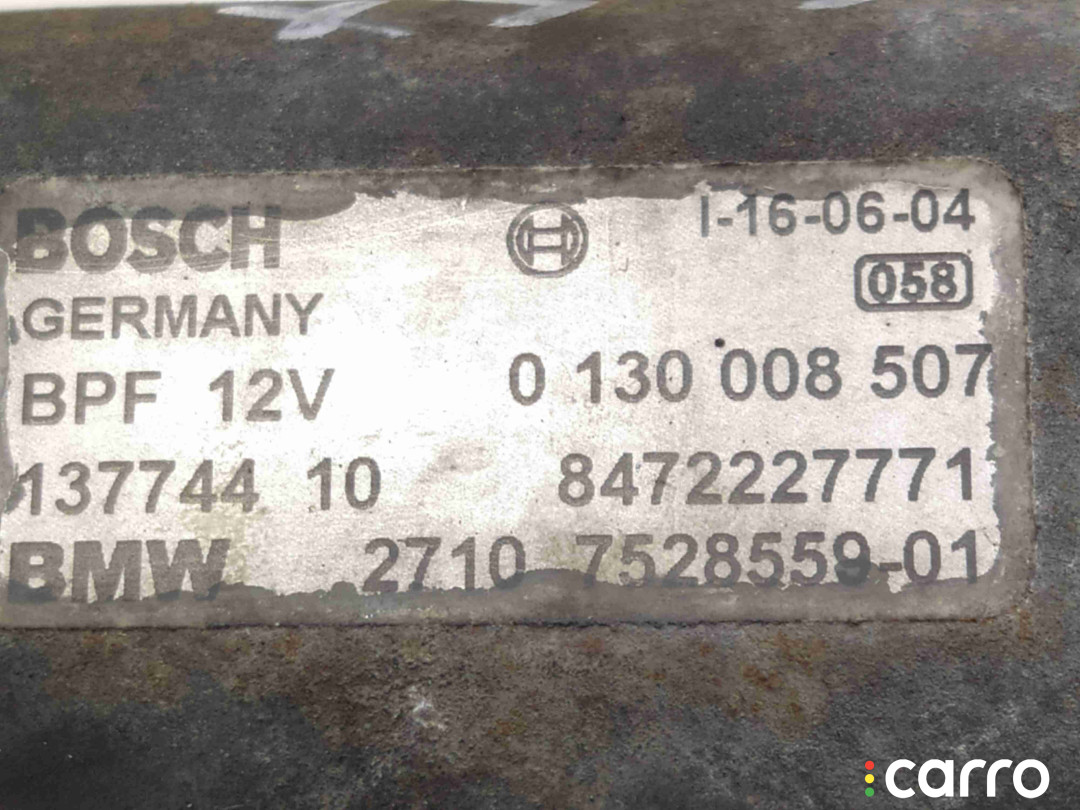 BOSCH I-16-06-04
058
GERMANY
BPF 12V 0 130 008 507
137744 10 8472227771
BMW 2710 7528559-01
carro